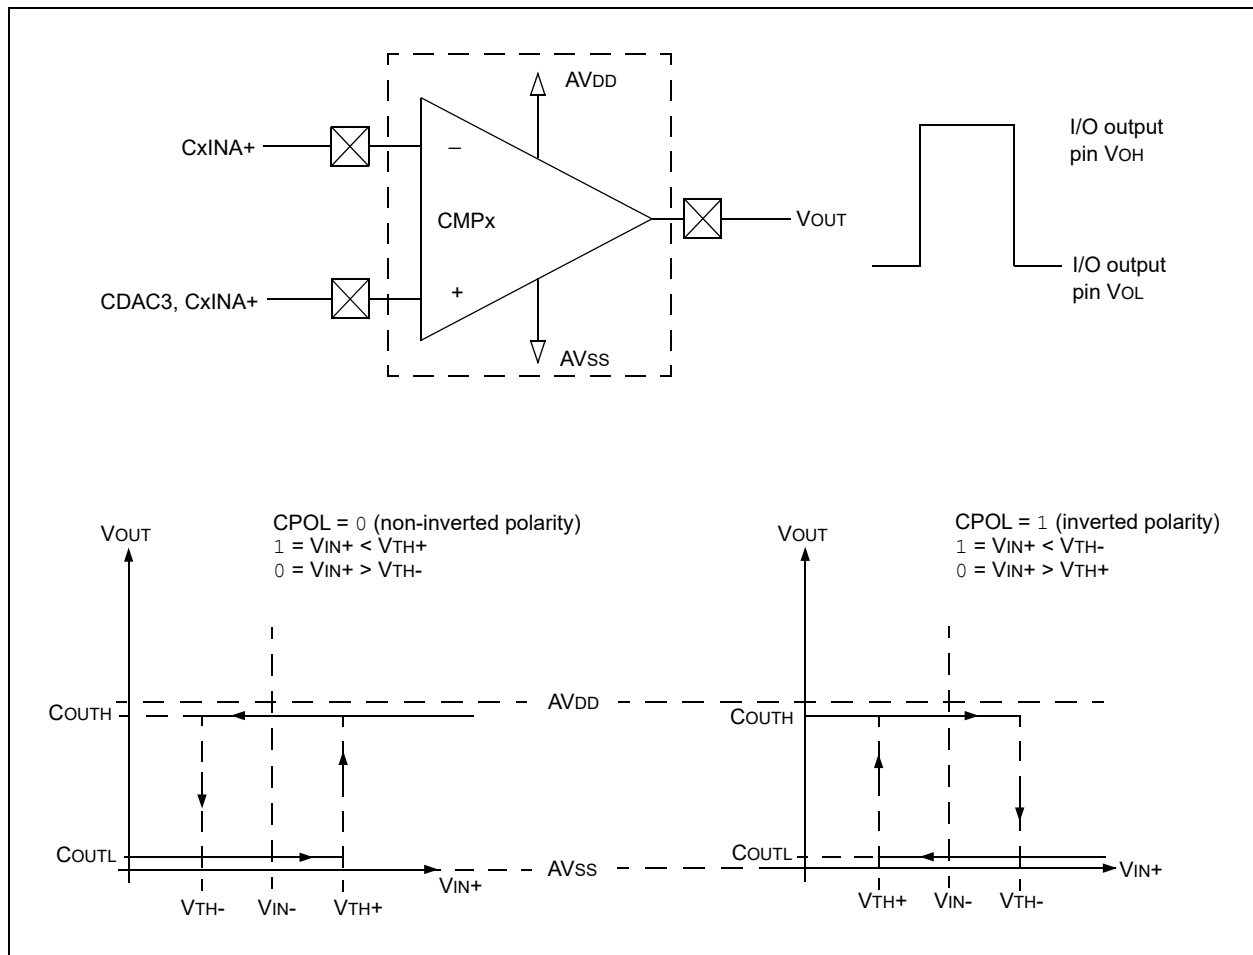 AVDD
CxINA+
–
CMPx
+
CDAC3, CxINA+
AVSS
VOUT
I/O output
pin VOH
I/O output
pin VOL
VOUT
CPOL = 0 (non-inverted polarity)
1 = VIN+ < VTH+
0 = VIN+ > VTH-
COUTH
COUTL
VIN+
VTH-
VIN-
VTH+
AVDD
AVSS
VOUT
CPOL = 1 (inverted polarity)
1 = VIN+ < VTH-
0 = VIN+ > VTH+
COUTH
COUTL
VIN+
VTH+
VIN-
VTH-